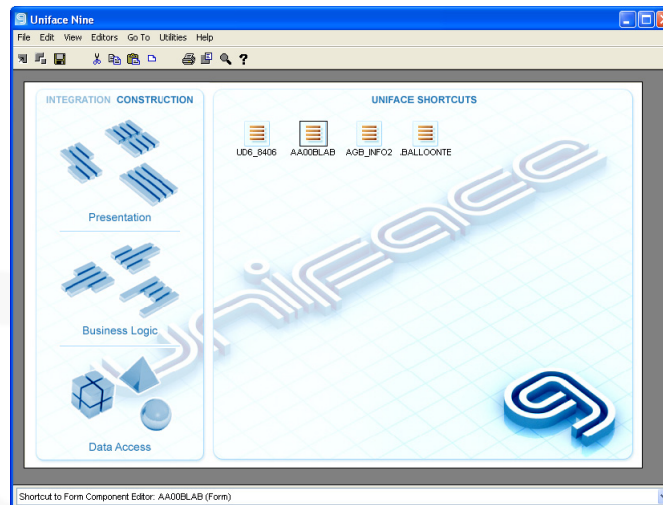 Uniface Nine
File Edit View Editors Go To Utilities Help
INTEGRATION CONSTRUCTION
UNIFACE SHORTCUTS
UD6_8406 AA00BLAB AGB_INFO2 .BALLOONTE
Presentation
uniface
Business Logic
Data Access
Shortcut to Form Component Editor: AA00BLAB (Form)